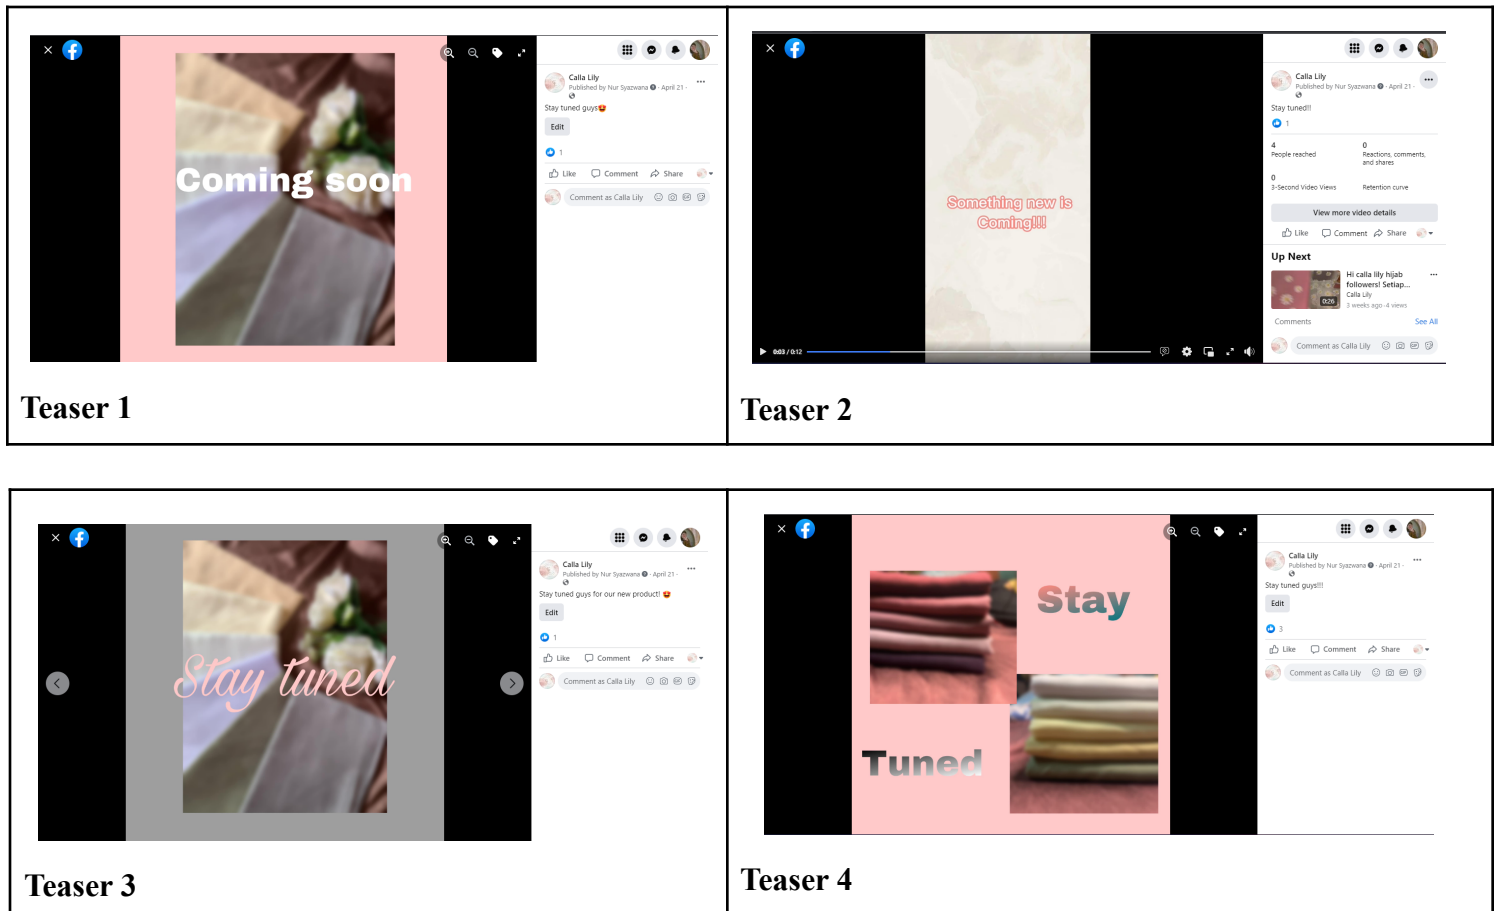 Coming soon
Calla Lily
Published by Nur Syazwana · April 21 ·
Stay tuned guys😍
Edit
1
Like Comment Share
Comment as Calla Lily
Teaser 1
Something new is
Coming!!!
0:03 / 0:12
Calla Lily
Published by Nur Syazwana · April 21 ·
Stay tuned!!
1
4 0
People reached Reactions, comments,
and shares
0
3-Second Video Views Retention curve
View more video details
Like Comment Share
Up Next
Hi calla lily hijab
followers! Setiap...
Calla Lily
0:26
3 weeks ago · 4 views
Comments See All
Comment as Calla Lily
Teaser 2
Stay tuned
Calla Lily
Published by Nur Syazwana · April 21 ·
Stay tuned guys for our new product! 😍
Edit
1
Like Comment Share
Comment as Calla Lily
Teaser 3
Stay
Tuned
Calla Lily
Published by Nur Syazwana · April 21 ·
Stay tuned guys!!!
Edit
3
Like Comment Share
Comment as Calla Lily
Teaser 4